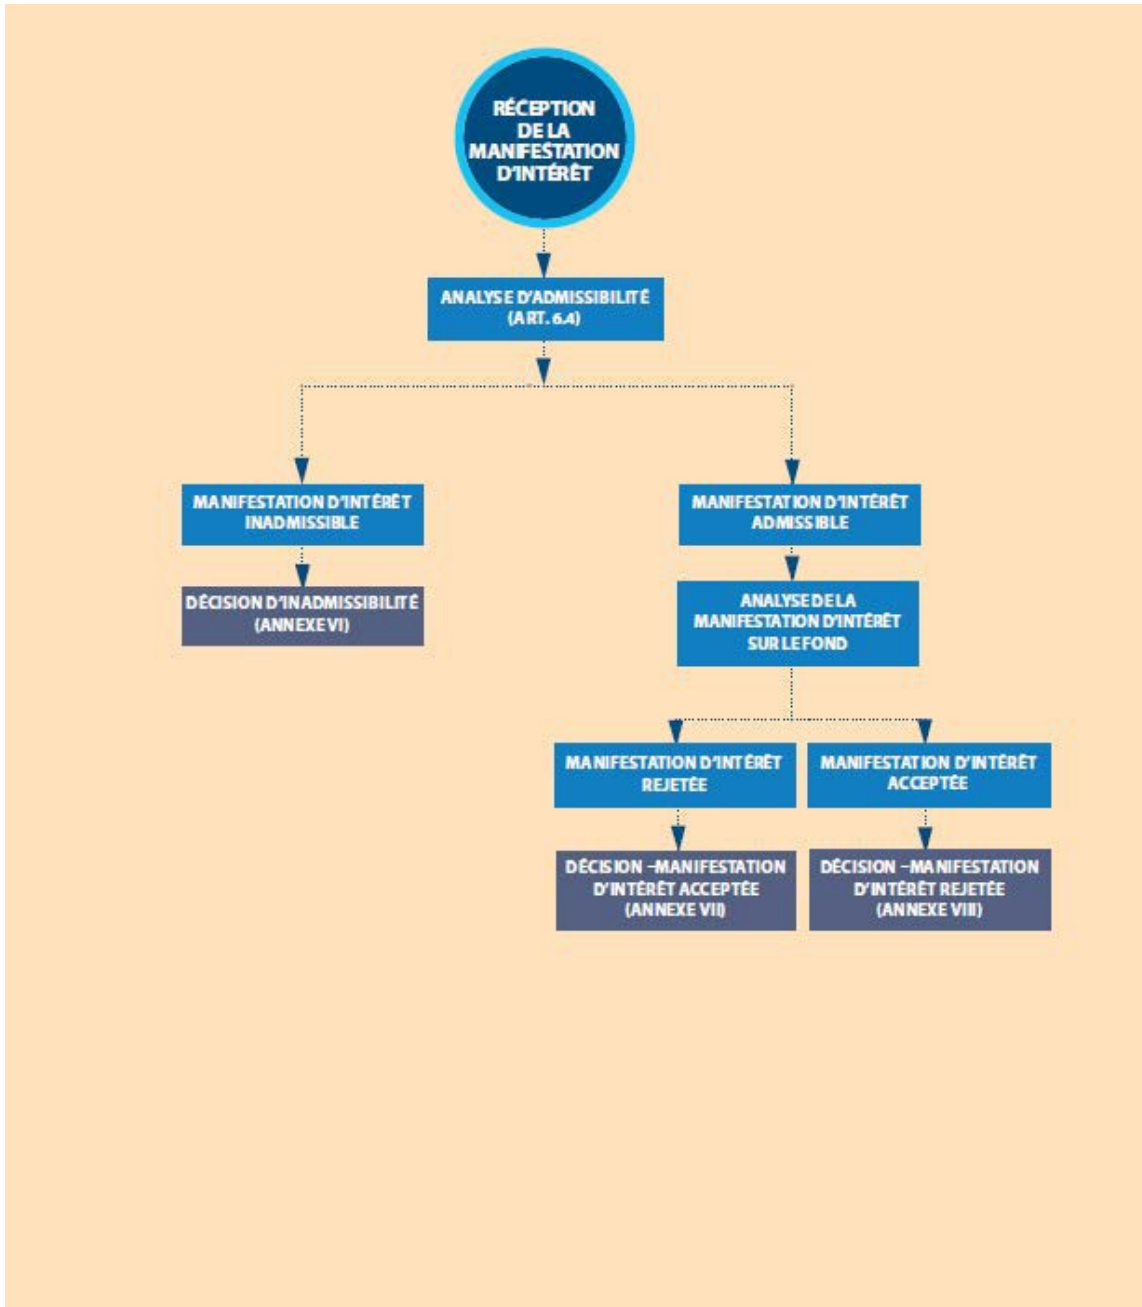 RÉCEPTION
DE LA
MANIFESTATION
D'INTÉRÊT
ANALYSE D'ADMISSIBILITÉ
(ART. 6.4)
MANIFESTATION D'INTÉRÊT
INADMISSIBLE
MANIFESTATION D'INTÉRÊT
ADMISSIBLE
DÉCISION D'INADMISSIBILITÉ
(ANNEXE VI)
ANALYSE DE LA
MANIFESTATION D'INTÉRÊT
SUR LE FOND
MANIFESTATION D'INTÉRÊT
REJETÉE
MANIFESTATION D'INTÉRÊT
ACCEPTÉE
DÉCISION –MANIFESTATION
D'INTÉRÊT ACCEPTÉE
(ANNEXE VII)
DÉCISION –MANIFESTATION
D'INTÉRÊT REJETÉE
(ANNEXE VIII)